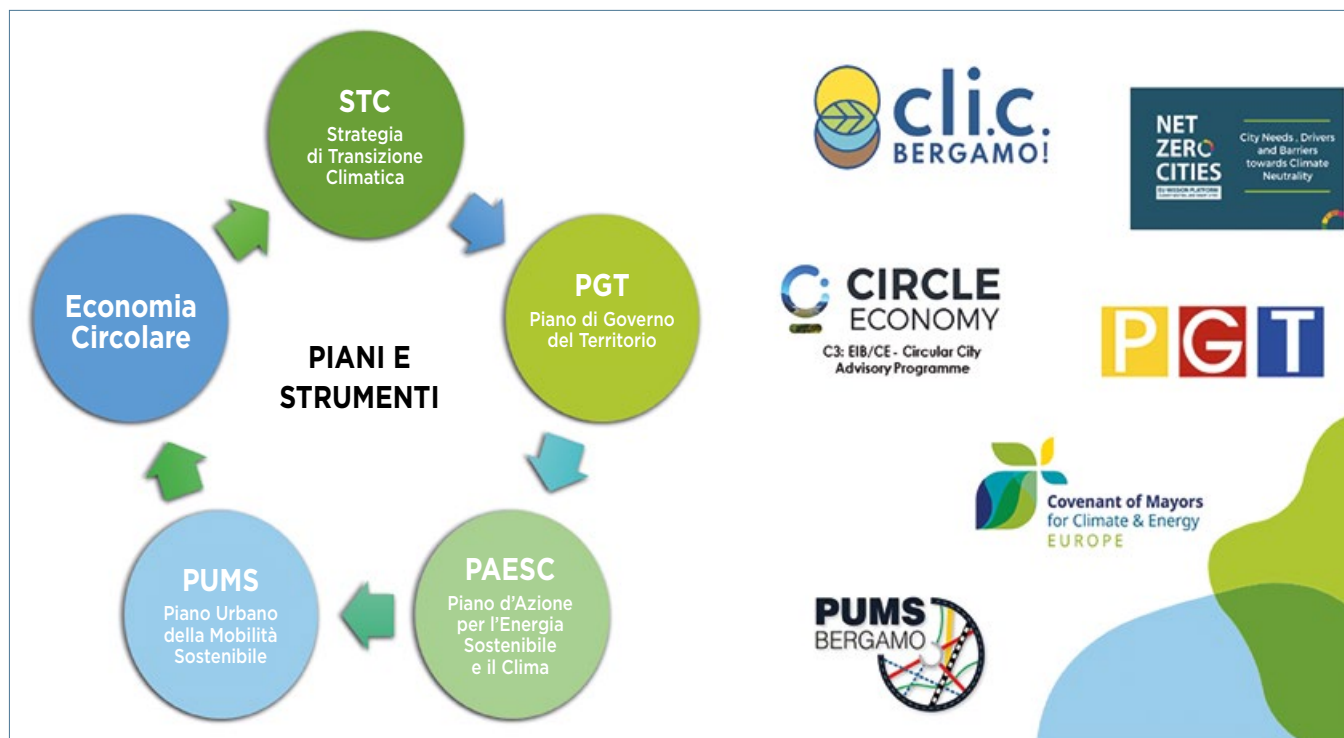 STC
Strategia
di Transizione
Climatica
PGT
Piano di Governo
del Territorio
PAESC
Piano d'Azione
per l'Energia
Sostenibile
e il Clima
PUMS
Piano Urbano
della Mobilità
Sostenibile
Economia
Circolare
PIANI E
STRUMENTI
cli.c.
BERGAMO!
NET
ZERO
CITIES
EU MISSION PLATFORM
City Needs, Drivers
and Barriers
towards Climate
Neutrality
CIRCLE
ECONOMY
C3: EIB/CE - Circular City
Advisory Programme
PGT
Covenant of Mayors
for Climate & Energy
EUROPE
PUMS
BERGAMO